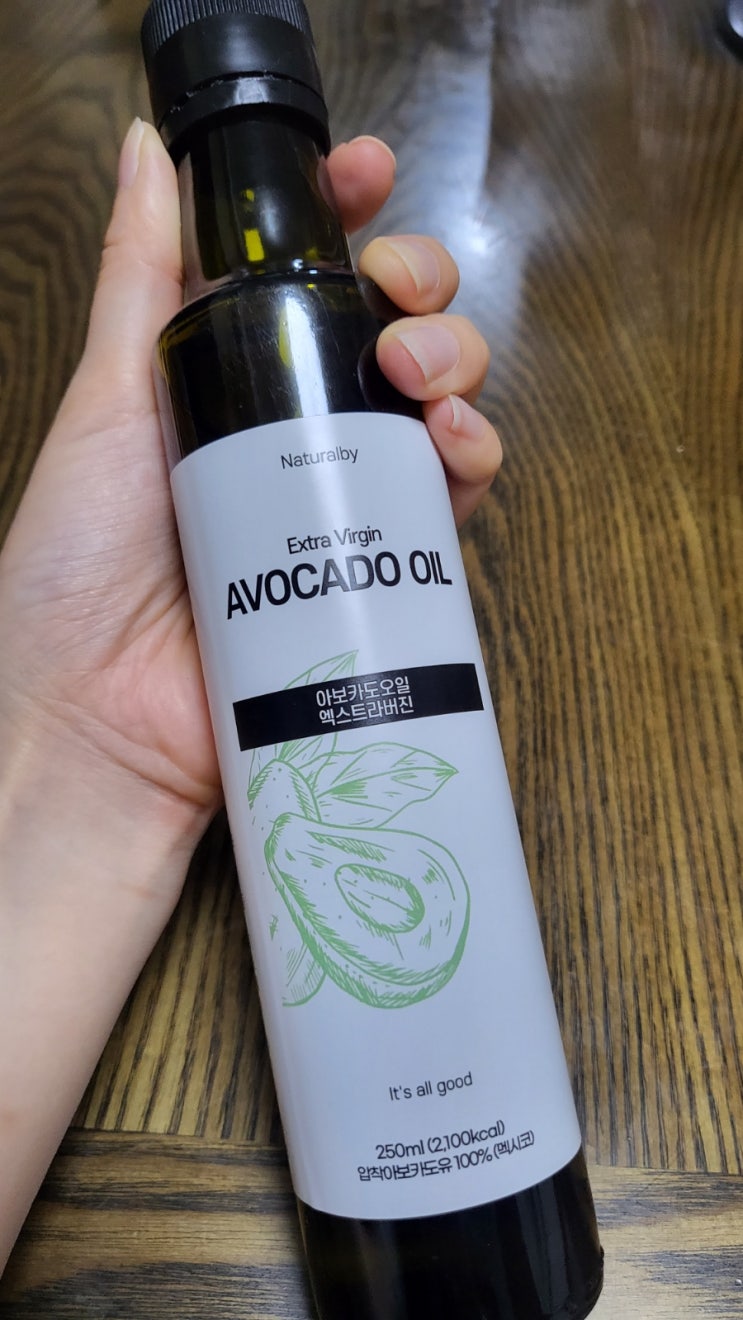 Naturalby
Extra Virgin
AVOCADO OIL
아보카도오일
엑스트라버진
It's all good
250ml (2,100kcal)
압착아보카도유 100% (멕시코)